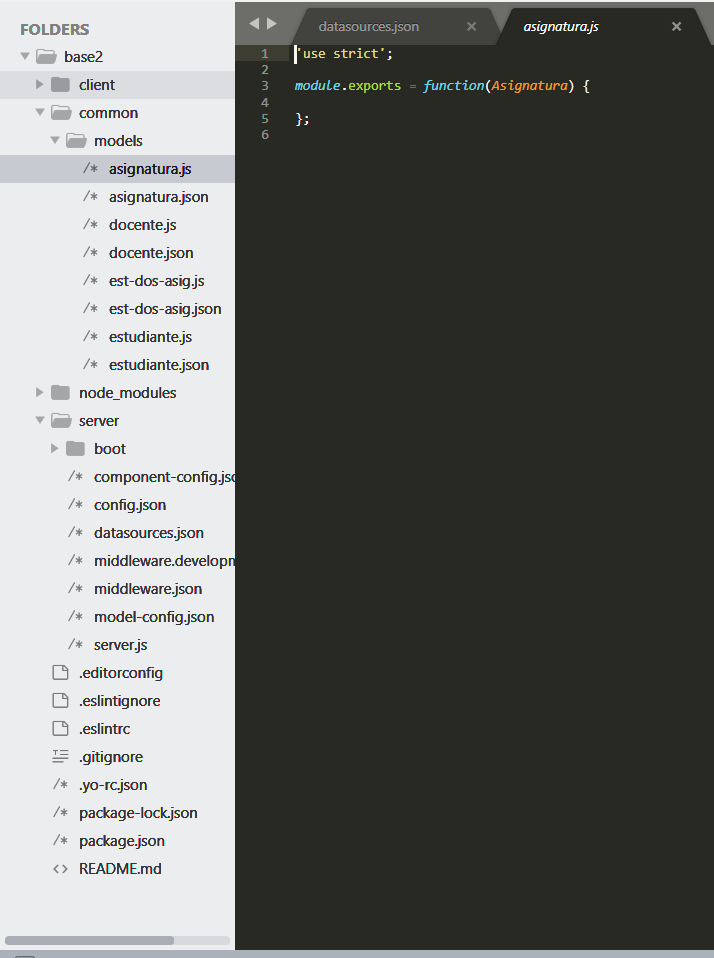 FOLDERS
base2
client
common
models
asignatura.js
asignatura.json
docente.js
docente.json
est-dos-asig.js
est-dos-asig.json
estudiante.js
estudiante.json
node_modules
server
boot
component-config.jsc
config.json
datasources.json
middleware.developm
middleware.json
model-config.json
server.js
.editorconfig
.eslintignore
.eslintrc
.gitignore
.yo-rc.json
package-lock.json
package.json
README.md
datasources.json
asignatura.js
1 'use strict';
2
3 module.exports = function(Asignatura) {
4
5 };
6